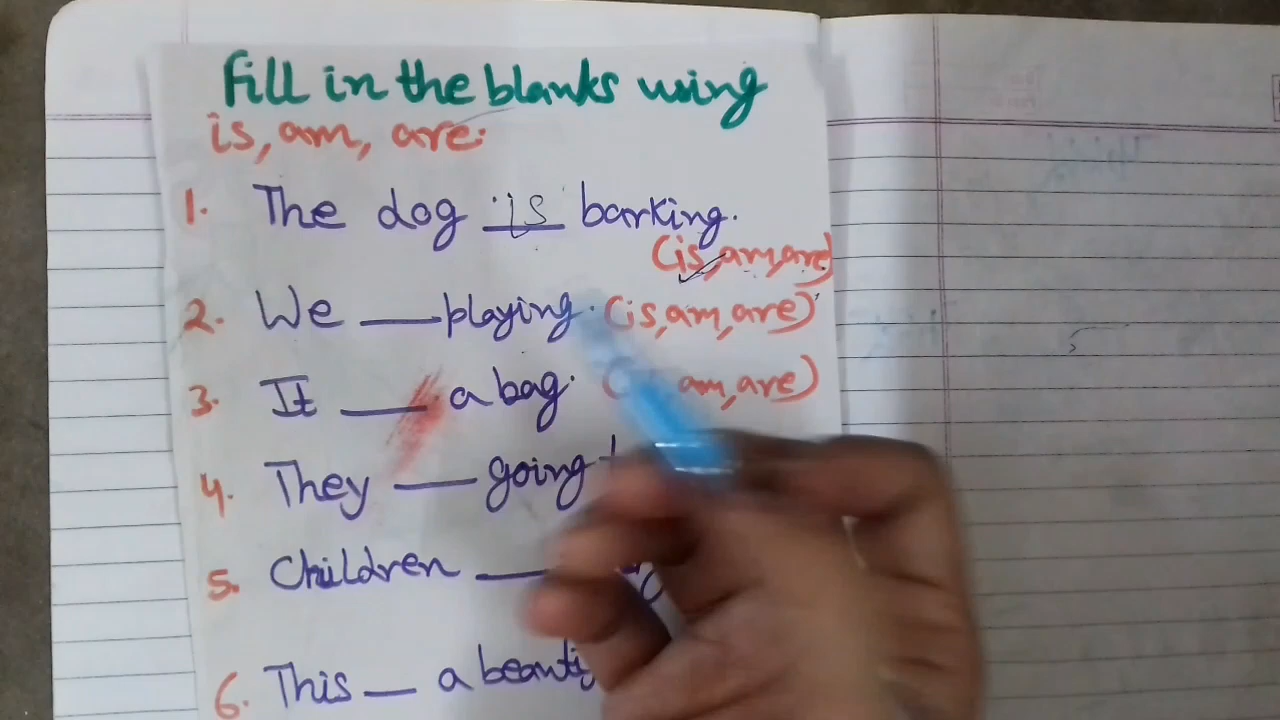 Fill in the blanks using
is, am, are.
1. The dog is barking.
(is, am, are)
2. We ___ playing. (is, am, are)
3. It ___ a bag. ( am, are)
4. They ___ going
5. Children ___
6. This ___ a